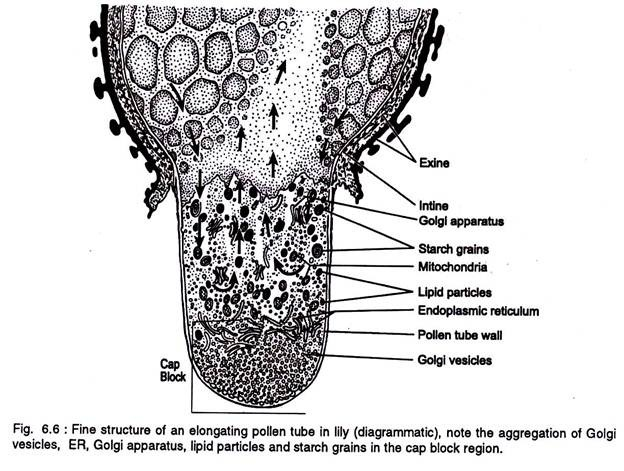 Exine
Intine
Golgi apparatus
Starch grains
Mitochondria
Lipid particles
Endoplasmic reticulum
Pollen tube wall
Golgi vesicles
Cap
Block
Fig. 6.6 : Fine structure of an elongating pollen tube in lily (diagrammatic), note the aggregation of Golgi
vesicles, ER, Golgi apparatus, lipid particles and starch grains in the cap block region.